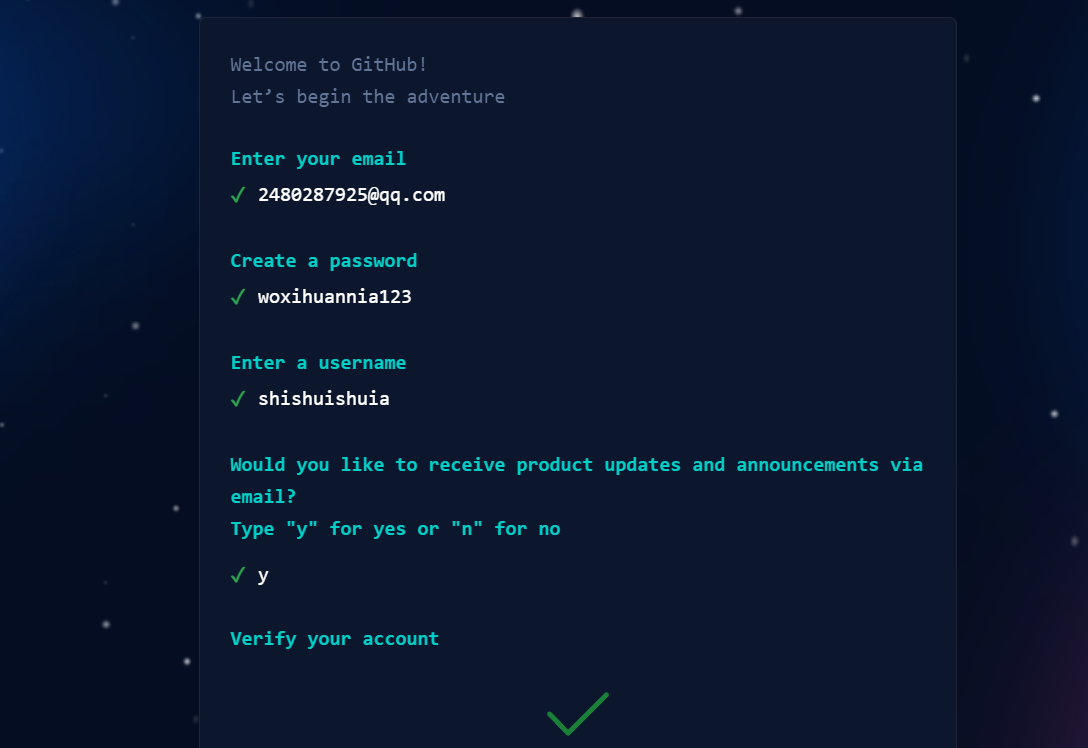 Welcome to GitHub!
Let’s begin the adventure
Enter your email
✓ 2480287925@qq.com
Create a password
✓ woxihuannia123
Enter a username
✓ shishuishuia
Would you like to receive product updates and announcements via
email?
Type "y" for yes or "n" for no
✓ y
Verify your account